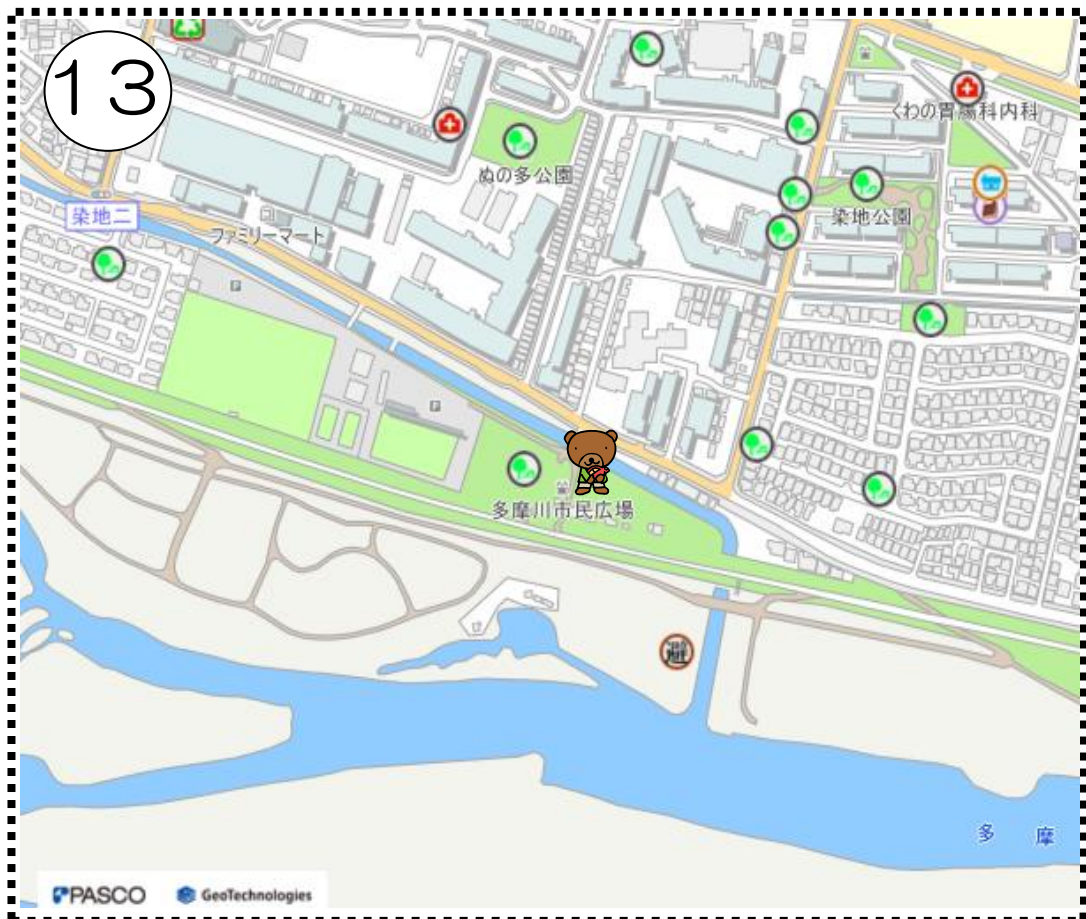 13
くわの胃腸科内科
ぬの多公園
染地二
染地公園
ファミリーマート
P
P
多摩川市民広場
避
多 摩
PASCO GeoTechnologies